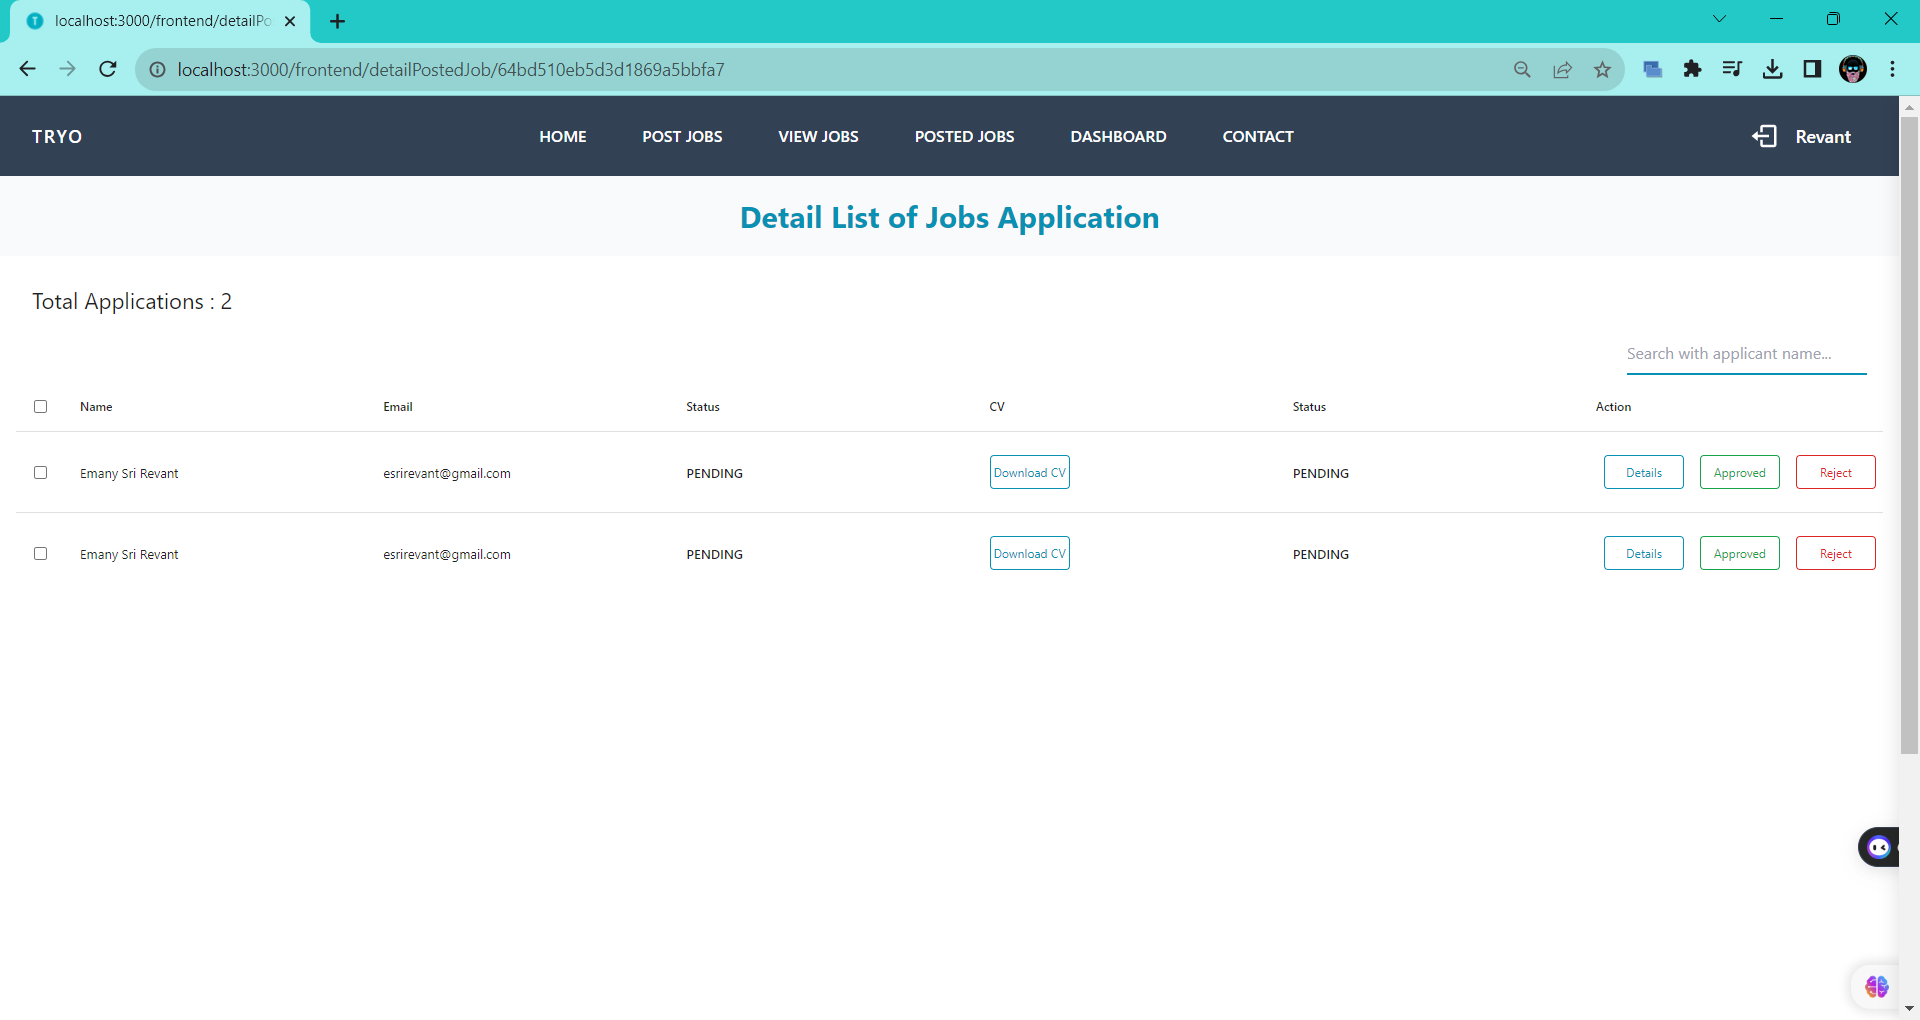 localhost:3000/frontend/detailPo
localhost:3000/frontend/detailPostedJob/64bd510eb5d3d1869a5bbfa7
TRYO HOME POST JOBS VIEW JOBS POSTED JOBS DASHBOARD CONTACT Revant
Detail List of Jobs Application
Total Applications : 2
Search with applicant name...
Name Email Status CV Status Action
Emany Sri Revant esrirevant@gmail.com PENDING Download CV PENDING Details Approved Reject
Emany Sri Revant esrirevant@gmail.com PENDING Download CV PENDING Details Approved Reject